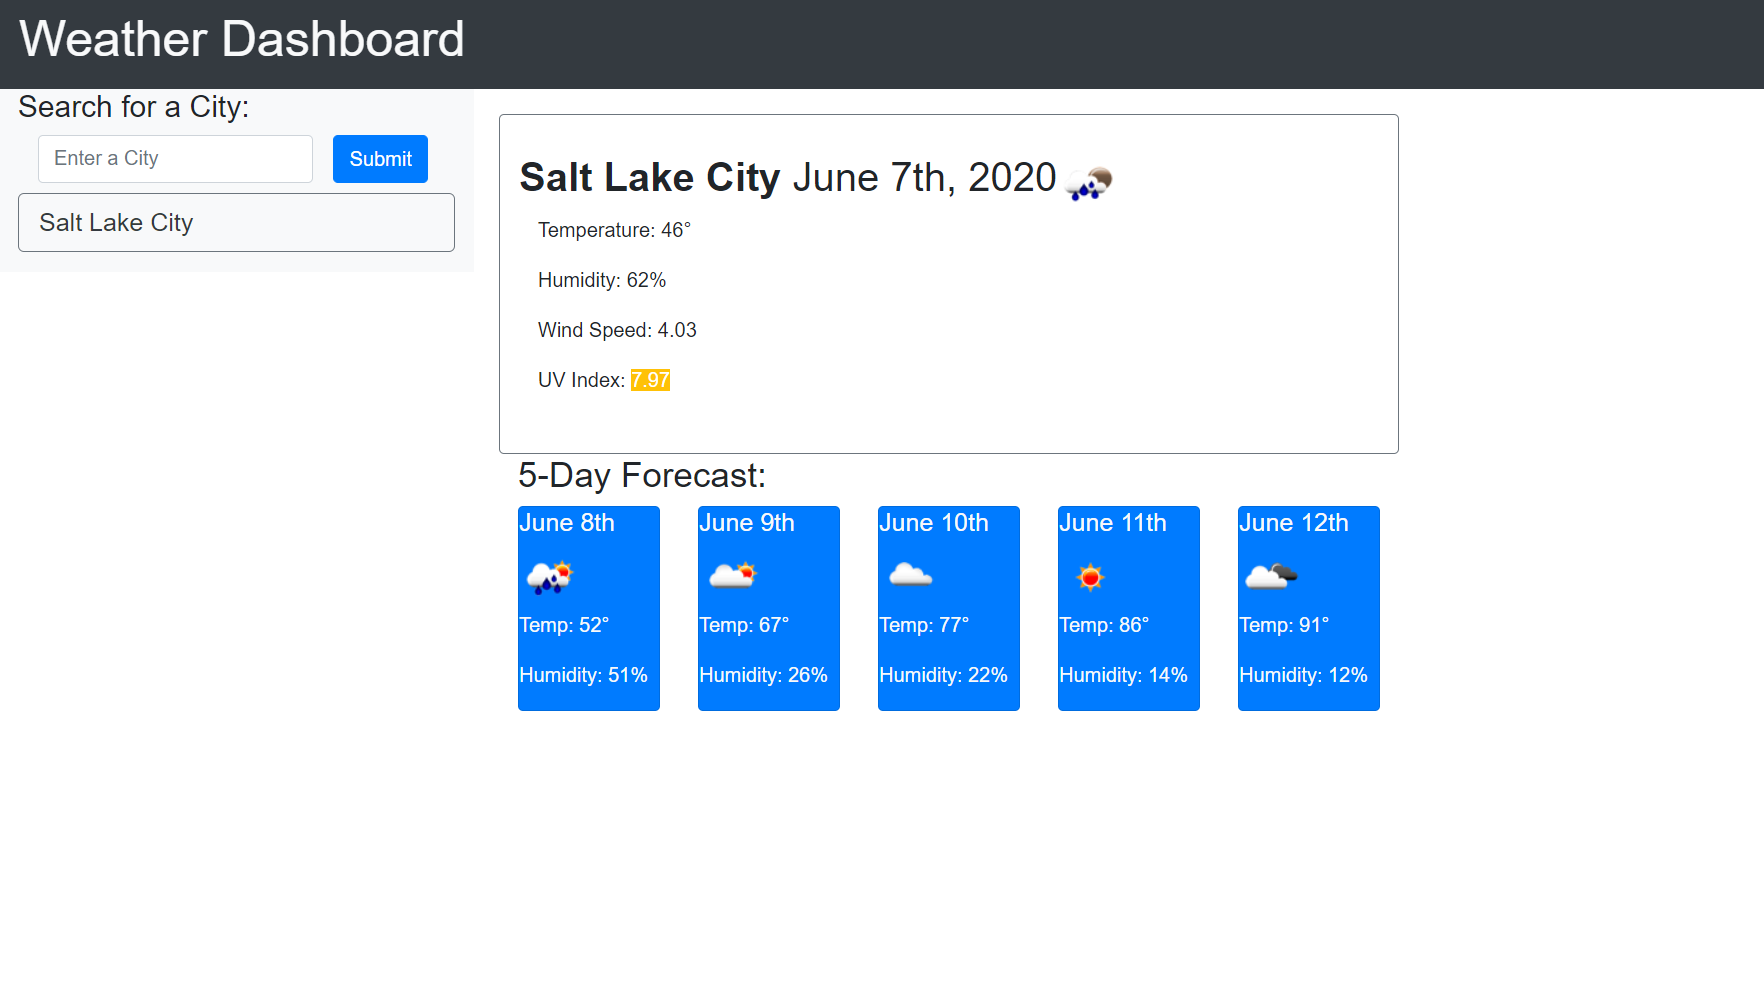 Weather Dashboard
Search for a City:
Enter a City
Submit
Salt Lake City
Salt Lake City June 7th, 2020
Temperature: 46°
Humidity: 62%
Wind Speed: 4.03
UV Index: 7.97
5-Day Forecast:
June 8th
Temp: 52°
Humidity: 51%
June 9th
Temp: 67°
Humidity: 26%
June 10th
Temp: 77°
Humidity: 22%
June 11th
Temp: 86°
Humidity: 14%
June 12th
Temp: 91°
Humidity: 12%